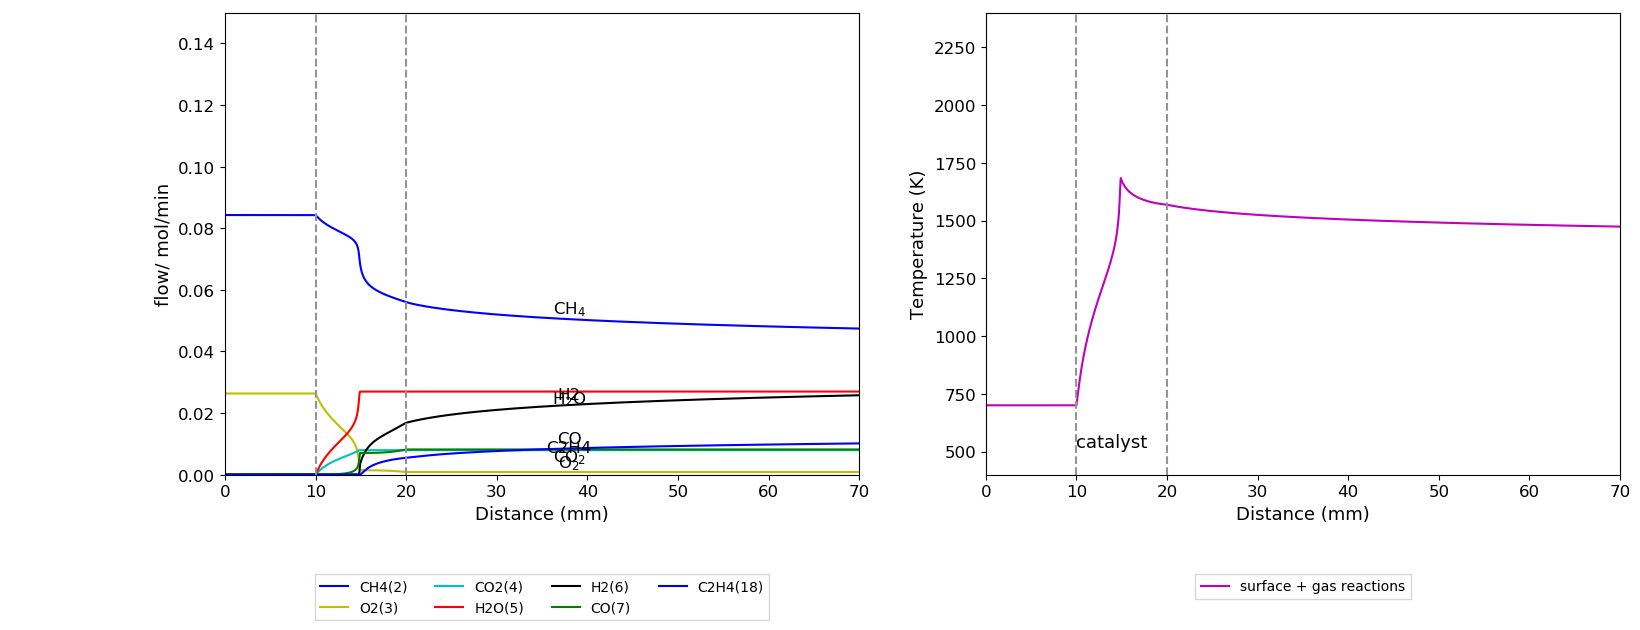 0.14
0.12
0.10
0.08
0.06
0.04
0.02
0.00
flow/ mol/min
CH₄
H2
H₂O
CO
C2H4
CO₂
O₂
0 10 20 30 40 50 60 70
Distance (mm)
CH4(2) CO2(4) H2(6) C2H4(18)
O2(3) H2O(5) CO(7)
2250
2000
1750
1500
1250
1000
750
500
Temperature (K)
catalyst
0 10 20 30 40 50 60 70
Distance (mm)
surface + gas reactions